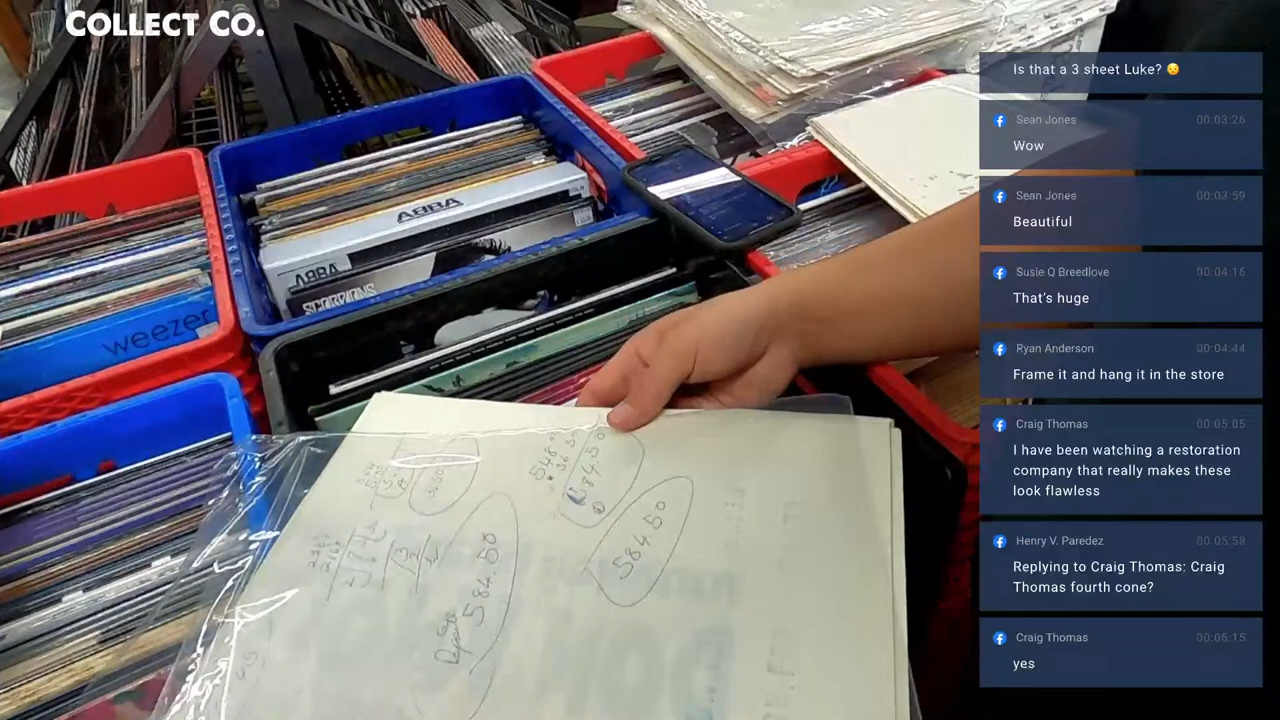 COLLECT CO.
ABBA
ABBA
SCORPIONS
weezer
584.50
584.50
584.50
Is that a 3 sheet Luke? 😯
Sean Jones 00:03:26
Wow
Sean Jones 00:03:59
Beautiful
Susie Q Breedlove 00:04:16
That's huge
Ryan Anderson 00:04:44
Frame it and hang it in the store
Craig Thomas 00:05:05
I have been watching a restoration
company that really makes these
look flawless
Henry V. Paredez 00:05:58
Replying to Craig Thomas: Craig
Thomas fourth cone?
Craig Thomas 00:06:15
yes